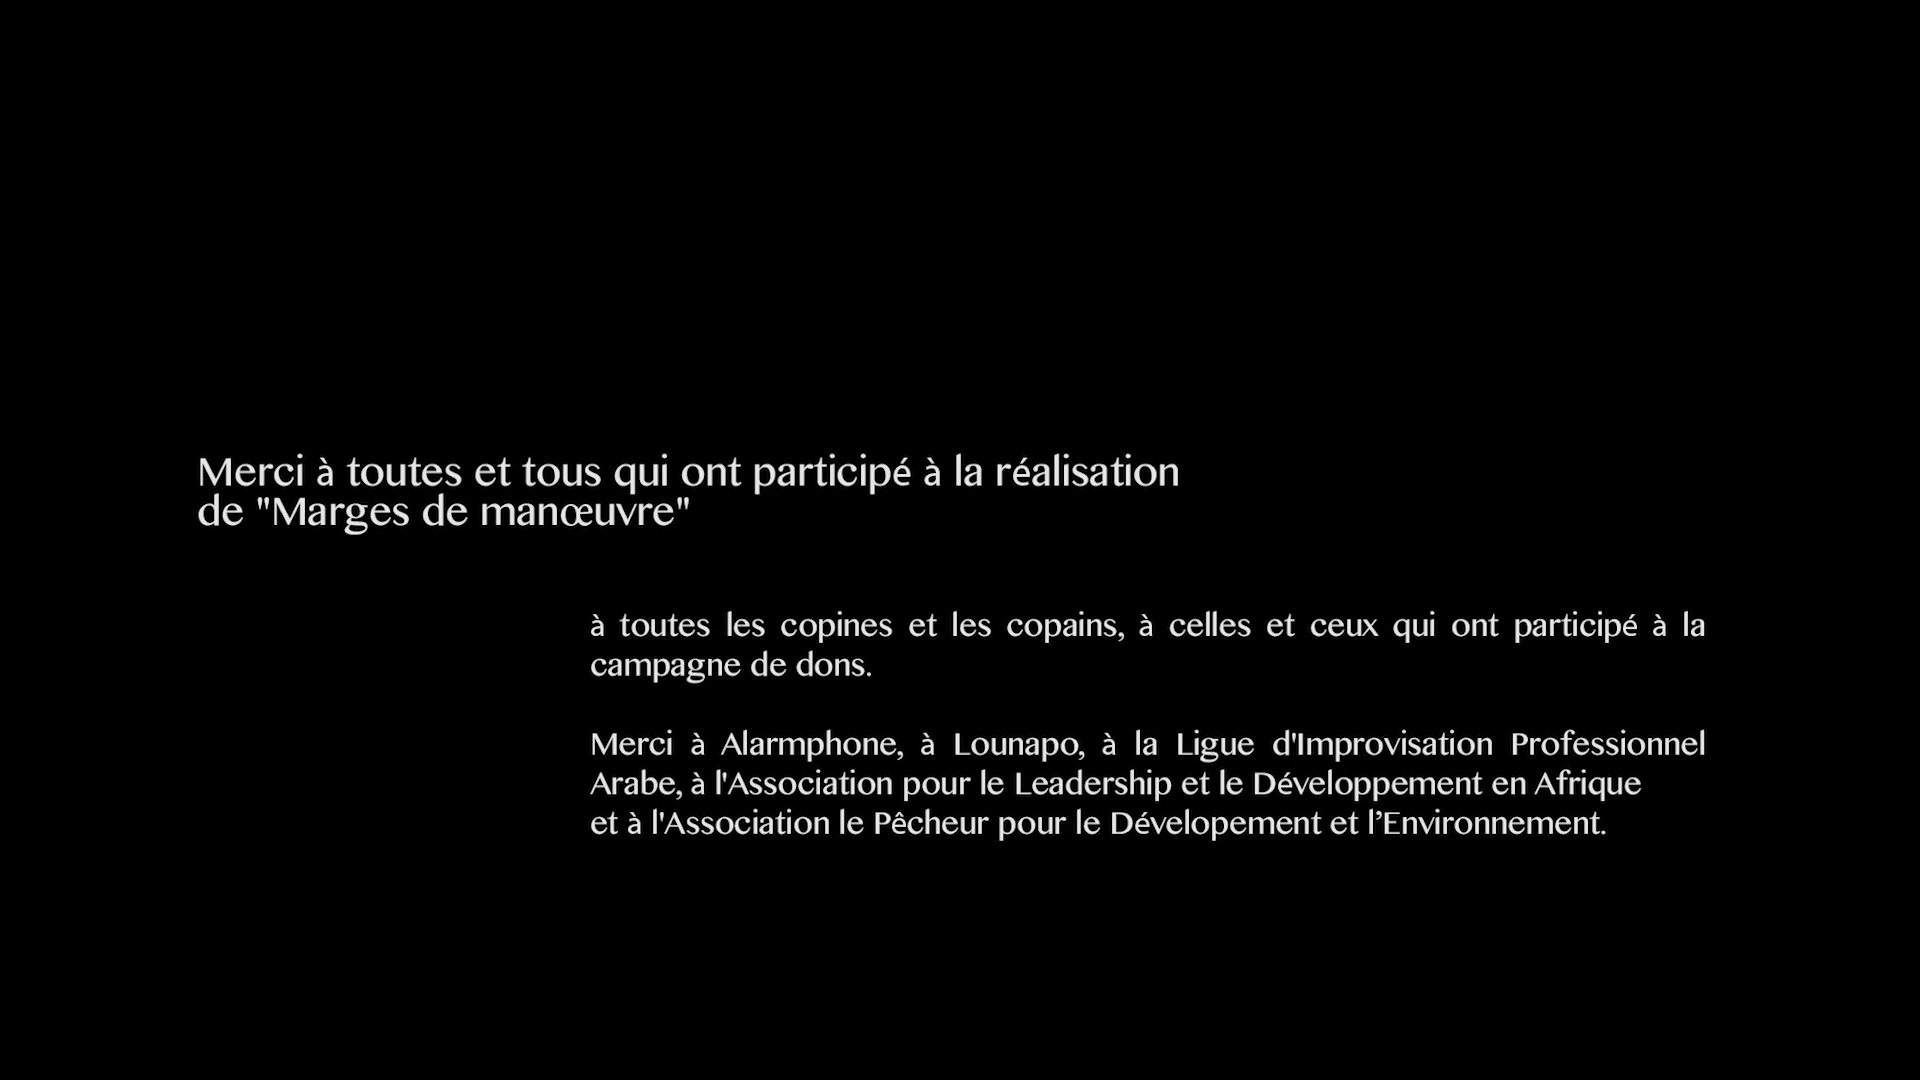 Merci à toutes et tous qui ont participé à la réalisation
de "Marges de manœuvre"
à toutes les copines et les copains, à celles et ceux qui ont participé à la
campagne de dons.
Merci à Alarmphone, à Lounapo, à la Ligue d'Improvisation Professionnel
Arabe, à l'Association pour le Leadership et le Développement en Afrique
et à l'Association le Pêcheur pour le Dévelopement et l’Environnement.